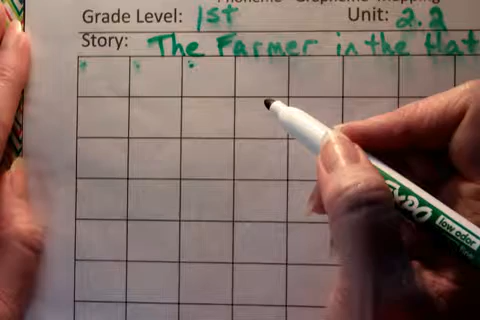 Phoneme - Grapheme Mapping
Grade Level: 1st Unit: 2.2
Story: The Farmer in the Hat
EXPO low odor